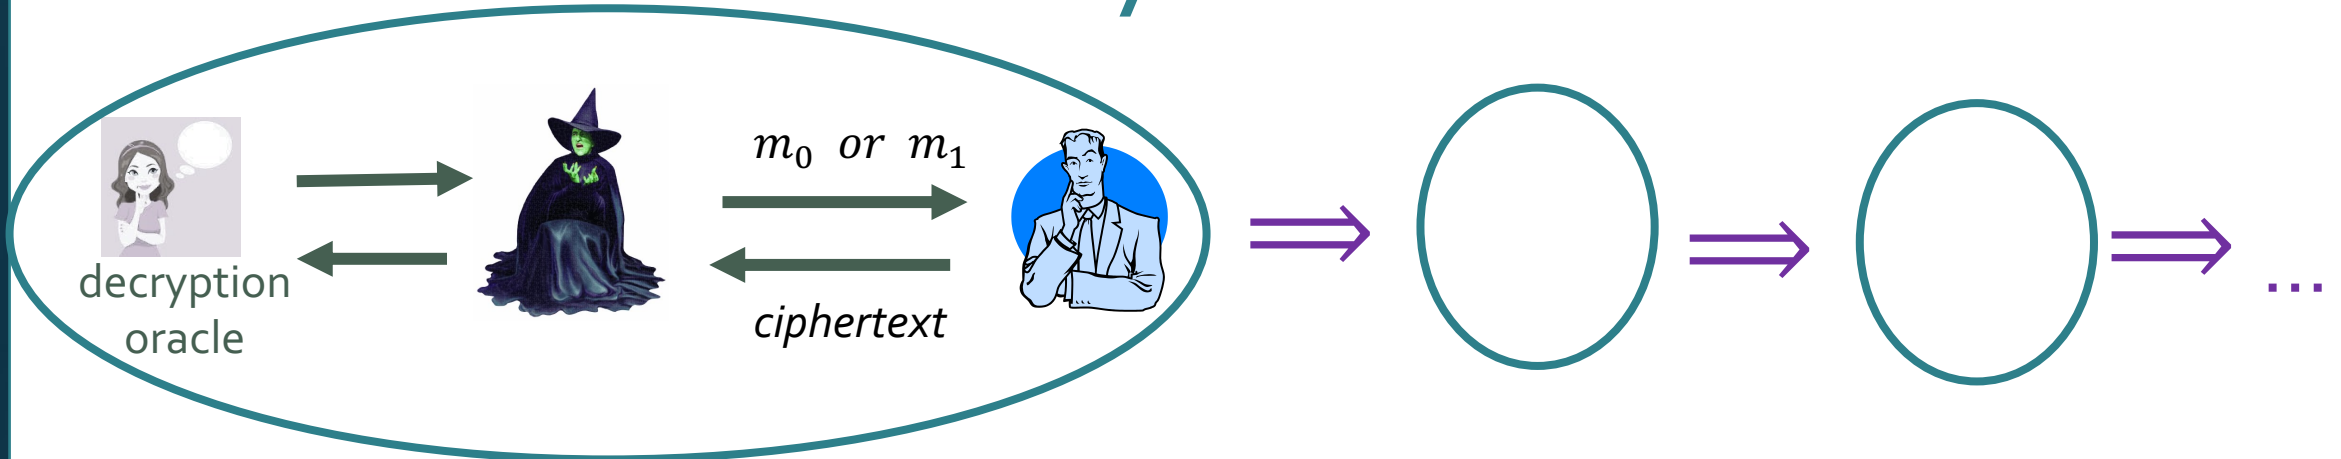 m₀ or m₁
decryption
oracle
ciphertext
...